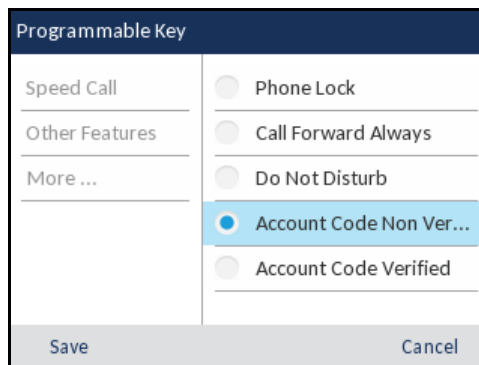 Programmable Key
Speed Call
Other Features
More ...
Phone Lock
Call Forward Always
Do Not Disturb
Account Code Non Ver...
Account Code Verified
Save
Cancel